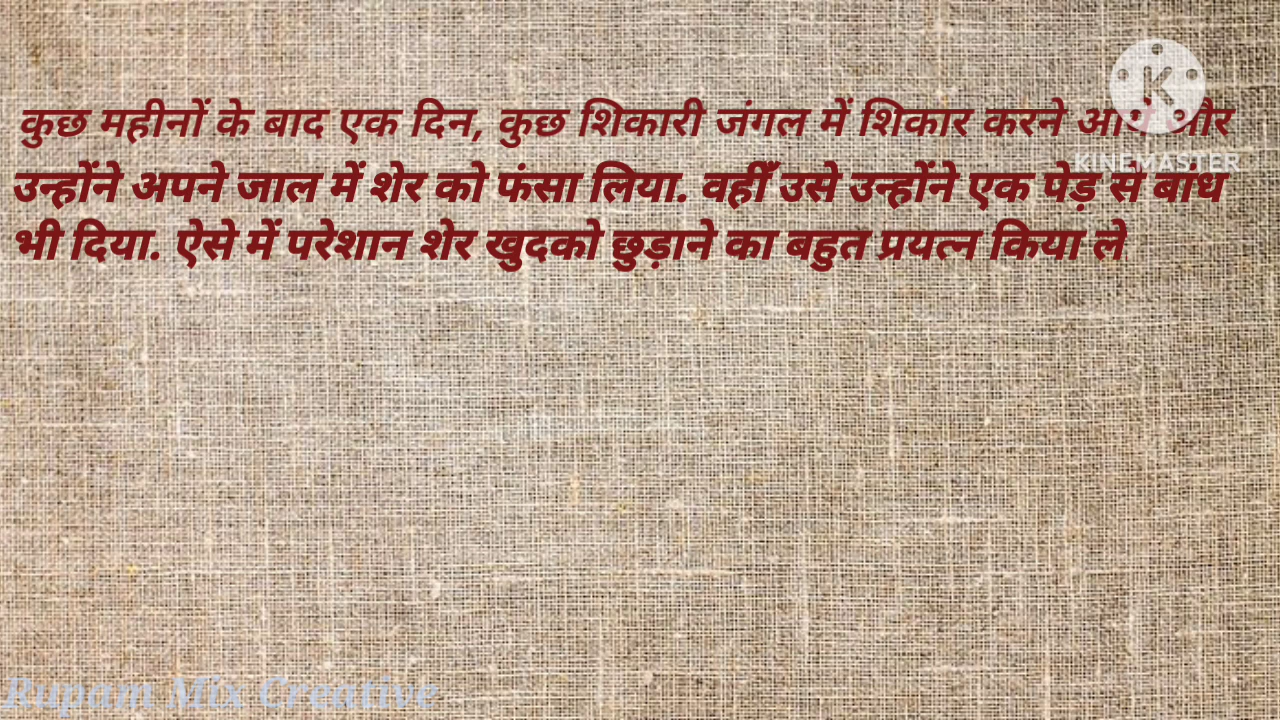 कुछ महीनों के बाद एक दिन, कुछ शिकारी जंगल में शिकार करने
उन्होंने अपने जाल में शेर को फंसा लिया. वहीँ उसे उन्होंने एक पेड़ से बांध
भी दिया. ऐसे में परेशान शेर खुदको छुड़ाने का बहुत प्रयत्न किया ले
KINEMASTER
Rupam Mix Creative